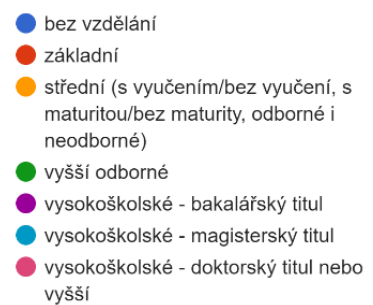 bez vzdělání
základní
střední (s vyučením/bez vyučení, s
maturitou/bez maturity, odborné i
neodborné)
vyšší odborné
vysokoškolské - bakalářský titul
vysokoškolské - magisterský titul
vysokoškolské - doktorský titul nebo
vyšší